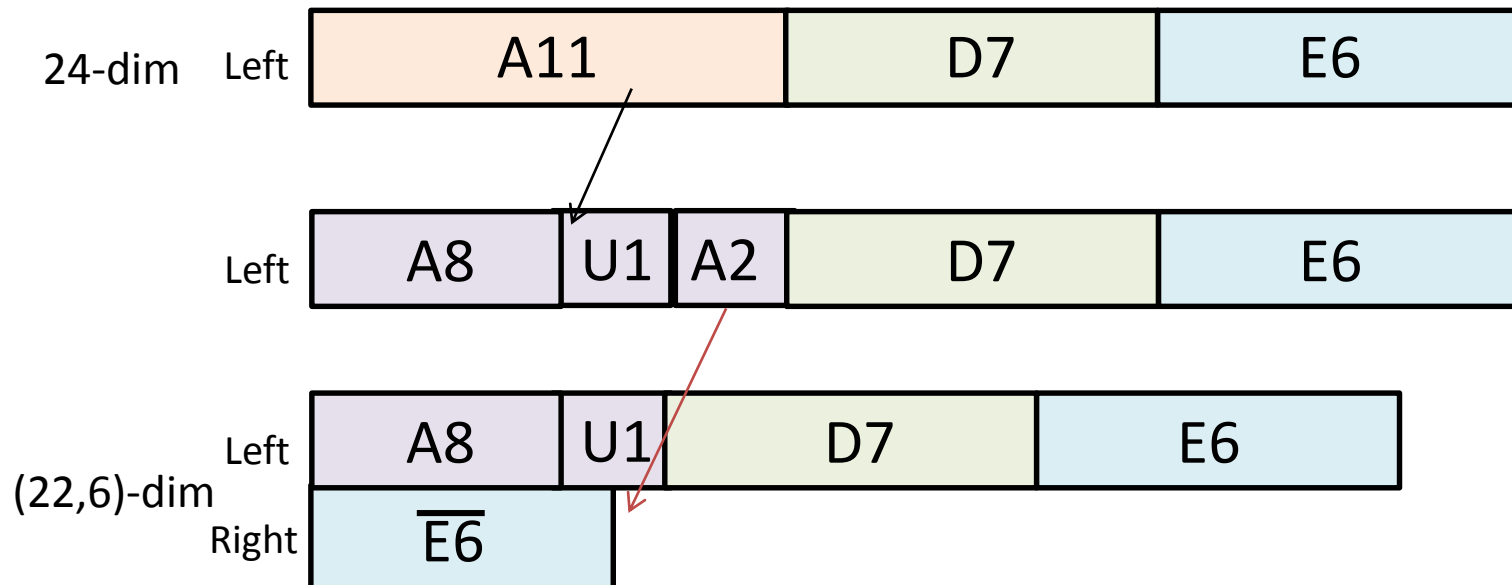 24-dim Left A11 D7 E6
Left A8 U1 A2 D7 E6
Left A8 U1 D7 E6
(22,6)-dim
Right E6̅